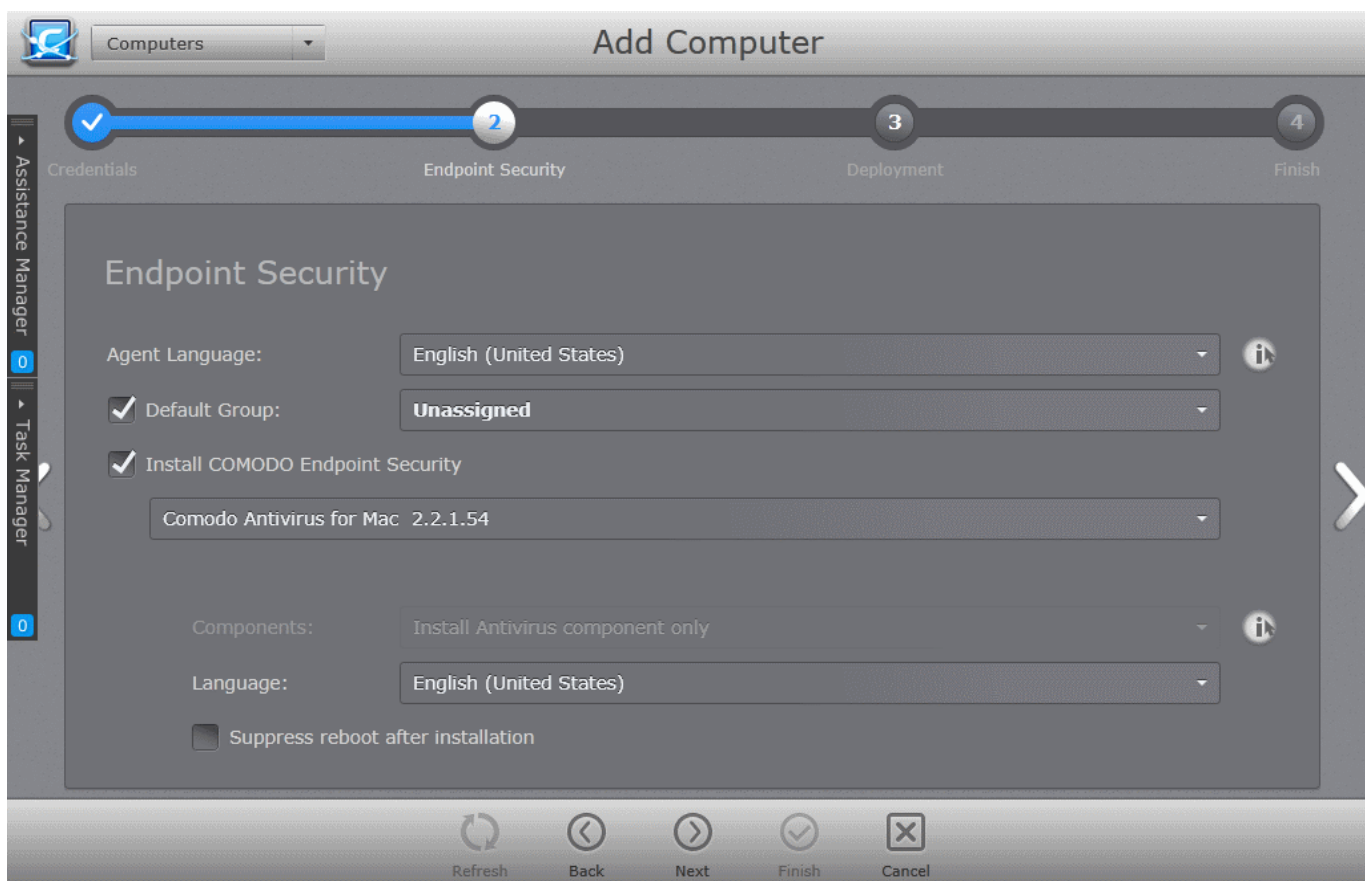 Computers
Add Computer
2
3
4
Credentials
Endpoint Security
Deployment
Finish
Assistance Manager
0
Task Manager
0
Endpoint Security
Agent Language:
English (United States)
Default Group:
Unassigned
Install COMODO Endpoint Security
Comodo Antivirus for Mac 2.2.1.54
Components:
Install Antivirus component only
Language:
English (United States)
Suppress reboot after installation
Refresh
Back
Next
Finish
Cancel